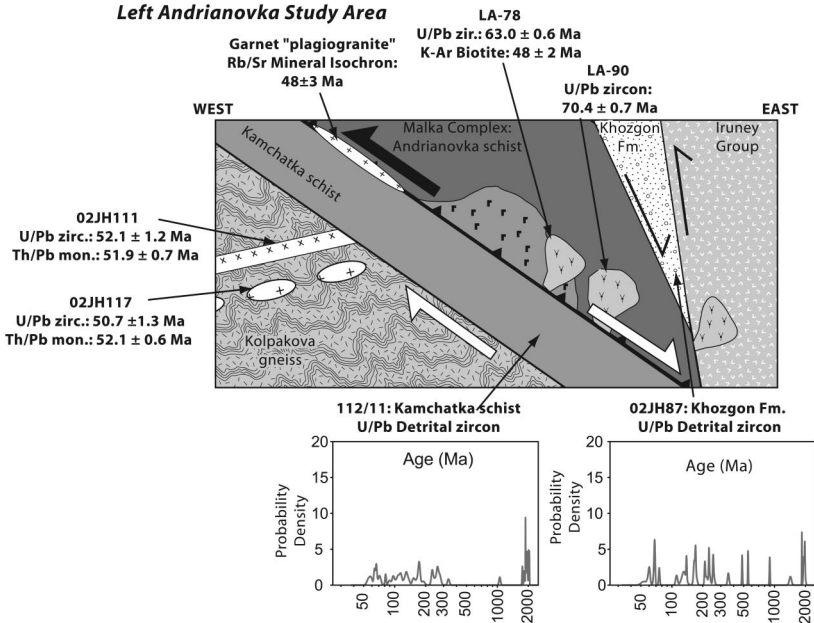 Left Andrianovka Study Area
LA-78
U/Pb zir.: 63.0 ± 0.6 Ma
K-Ar Biotite: 48 ± 2 Ma
Garnet "plagiogranite"
Rb/Sr Mineral Isochron:
48±3 Ma
LA-90
U/Pb zircon:
70.4 ± 0.7 Ma
WEST
EAST
Kamchatka schist
Malka Complex:
Andrianovka schist
Khozgon
Fm.
Iruney
Group
02JH111
U/Pb zirc.: 52.1 ± 1.2 Ma
Th/Pb mon.: 51.9 ± 0.7 Ma
02JH117
U/Pb zirc.: 50.7 ±1.3 Ma
Th/Pb mon.: 52.1 ± 0.6 Ma
Kolpakova
gneiss
112/11: Kamchatka schist
U/Pb Detrital zircon
02JH87: Khozgon Fm.
U/Pb Detrital zircon
Probability
Density
20
15
10
5
0
Age (Ma)
50
100
200
300
1000
2000
Probability
Density
20
15
10
5
0
Age (Ma)
50
100
200
300
1000
2000